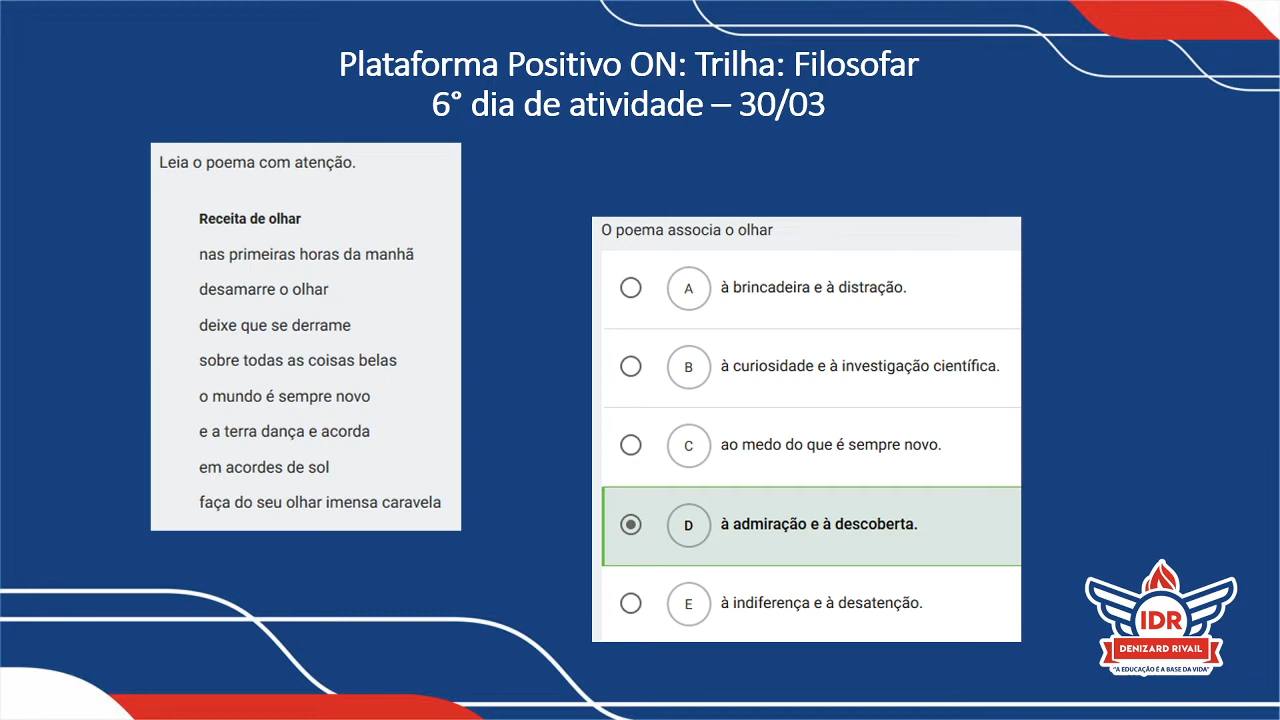 Plataforma Positivo ON: Trilha: Filosofar
6° dia de atividade – 30/03
Leia o poema com atenção.
Receita de olhar
nas primeiras horas da manhã
desamarre o olhar
deixe que se derrame
sobre todas as coisas belas
o mundo é sempre novo
e a terra dança e acorda
em acordes de sol
faça do seu olhar imensa caravela
O poema associa o olhar
A à brincadeira e à distração.
B à curiosidade e à investigação científica.
C ao medo do que é sempre novo.
D à admiração e à descoberta.
E à indiferença e à desatenção.
IDR
DENIZARD RIVAIL
"A EDUCAÇÃO É A BASE DA VIDA"